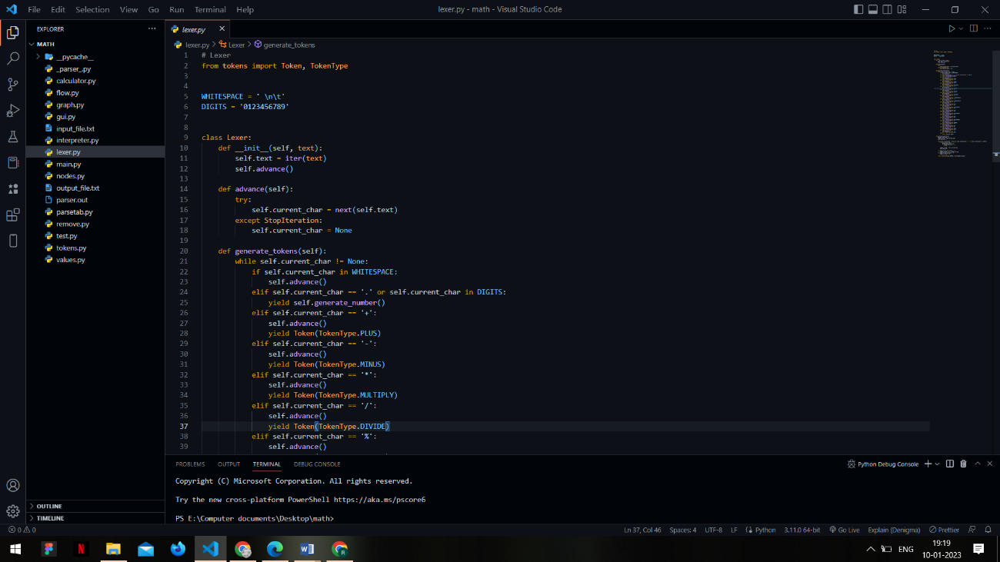 File Edit Selection View Go Run Terminal Help lexer.py - math - Visual Studio Code
EXPLORER
MATH
__pycache__
_parser_.py
calculator.py
flow.py
graph.py
gui.py
input_file.txt
interpreter.py
lexer.py
main.py
nodes.py
output_file.txt
parser.out
parsetab.py
remove.py
test.py
tokens.py
values.py
OUTLINE
TIMELINE
lexer.py
lexer.py > Lexer > generate_tokens
1 # Lexer
2 from tokens import Token, TokenType
3
4
5 WHITESPACE = ' \n\t'
6 DIGITS = '0123456789'
7
8
9 class Lexer:
10 def __init__(self, text):
11 self.text = iter(text)
12 self.advance()
13
14 def advance(self):
15 try:
16 self.current_char = next(self.text)
17 except StopIteration:
18 self.current_char = None
19
20 def generate_tokens(self):
21 while self.current_char != None:
22 if self.current_char in WHITESPACE:
23 self.advance()
24 elif self.current_char == '.' or self.current_char in DIGITS:
25 yield self.generate_number()
26 elif self.current_char == '+':
27 self.advance()
28 yield Token(TokenType.PLUS)
29 elif self.current_char == '-':
30 self.advance()
31 yield Token(TokenType.MINUS)
32 elif self.current_char == '*':
33 self.advance()
34 yield Token(TokenType.MULTIPLY)
35 elif self.current_char == '/':
36 self.advance()
37 yield Token(TokenType.DIVIDE)
38 elif self.current_char == '%':
39 self.advance()
PROBLEMS OUTPUT TERMINAL DEBUG CONSOLE Python Debug Console
Copyright (C) Microsoft Corporation. All rights reserved.
Try the new cross-platform PowerShell https://aka.ms/pscore6
PS E:\Computer documents\Desktop\math>
0 0 Ln 37, Col 46 Spaces: 4 UTF-8 LF Python 3.11.0 64-bit Go Live Explain (Denigma) Prettier
ENG 19:19
10-01-2023